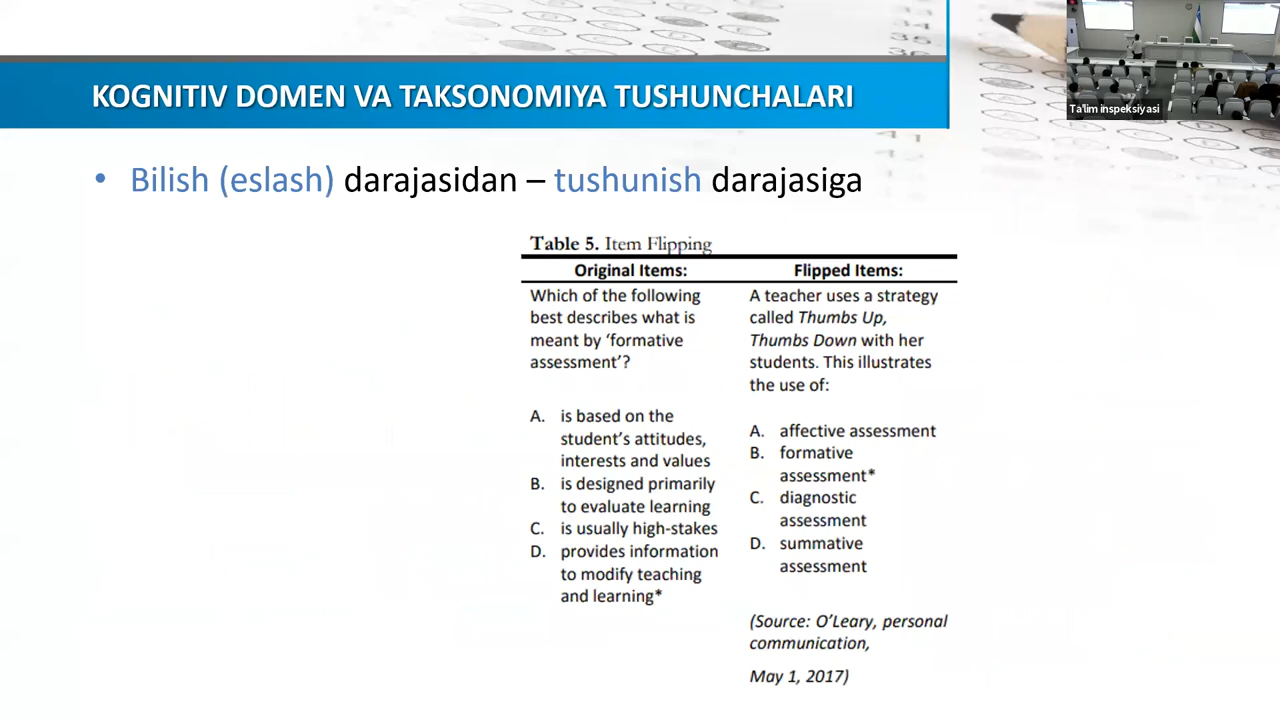 KOGNITIV DOMEN VA TAKSONOMIYA TUSHUNCHALARI
Ta'lim inspeksiyasi
• Bilish (eslash) darajasidan – tushunish darajasiga
Table 5. Item Flipping
Original Items:
Which of the following
best describes what is
meant by ‘formative
assessment’?
A. is based on the
student’s attitudes,
interests and values
B. is designed primarily
to evaluate learning
C. is usually high-stakes
D. provides information
to modify teaching
and learning*
Flipped Items:
A teacher uses a strategy
called Thumbs Up,
Thumbs Down with her
students. This illustrates
the use of:
A. affective assessment
B. formative
assessment*
C. diagnostic
assessment
D. summative
assessment
(Source: O’Leary, personal
communication,
May 1, 2017)